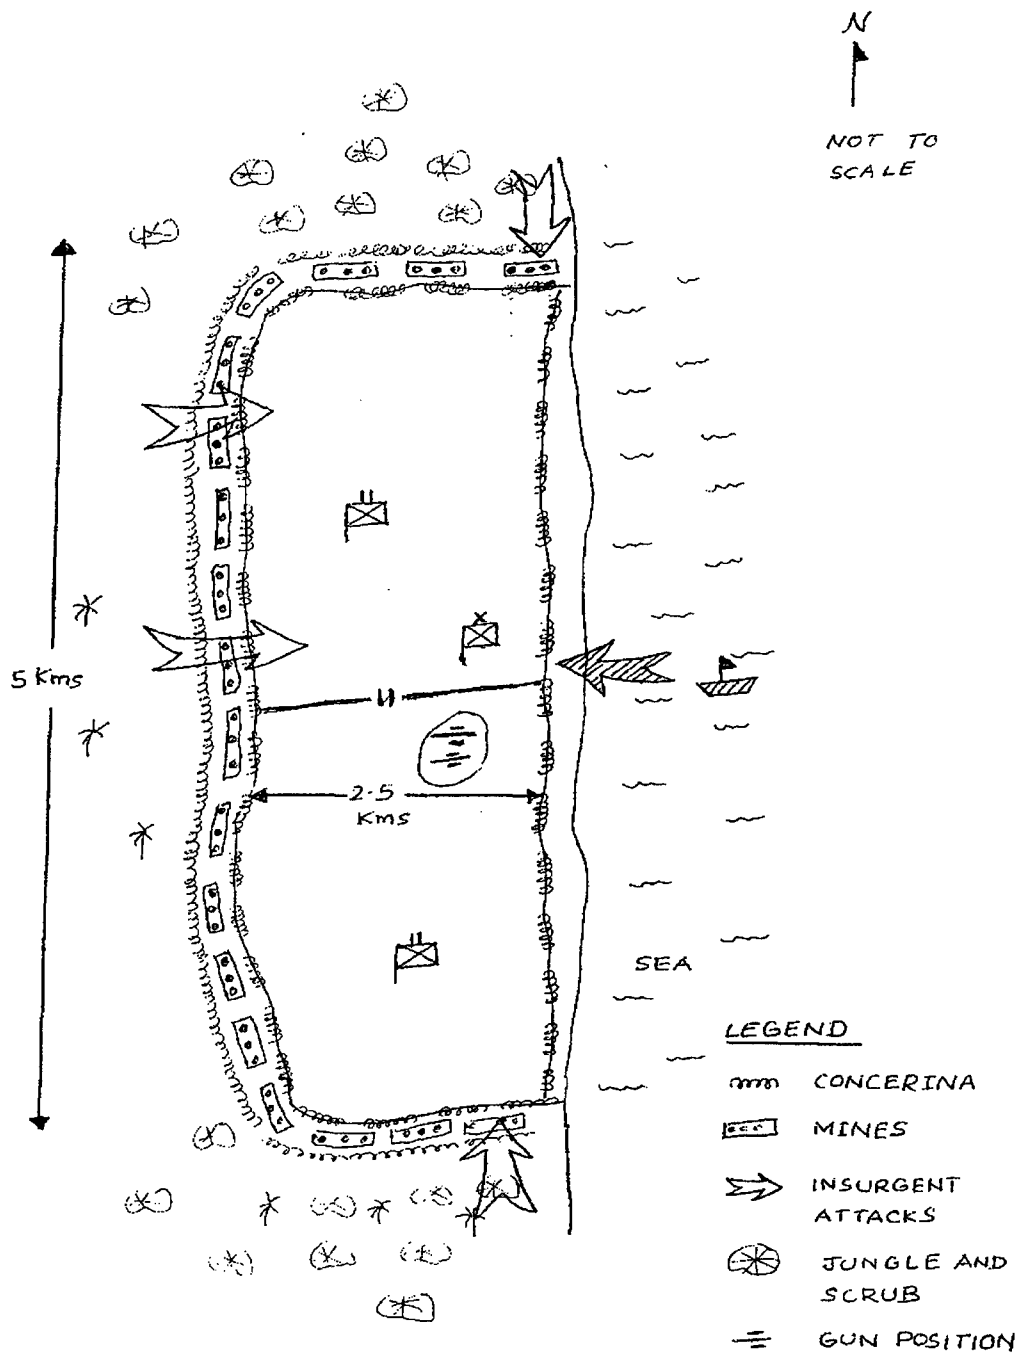 N
NOT TO
SCALE
5 Kms
2.5
Kms
SEA
LEGEND
CONCERINA
MINES
INSURGENT
ATTACKS
JUNGLE AND
SCRUB
GUN POSITION